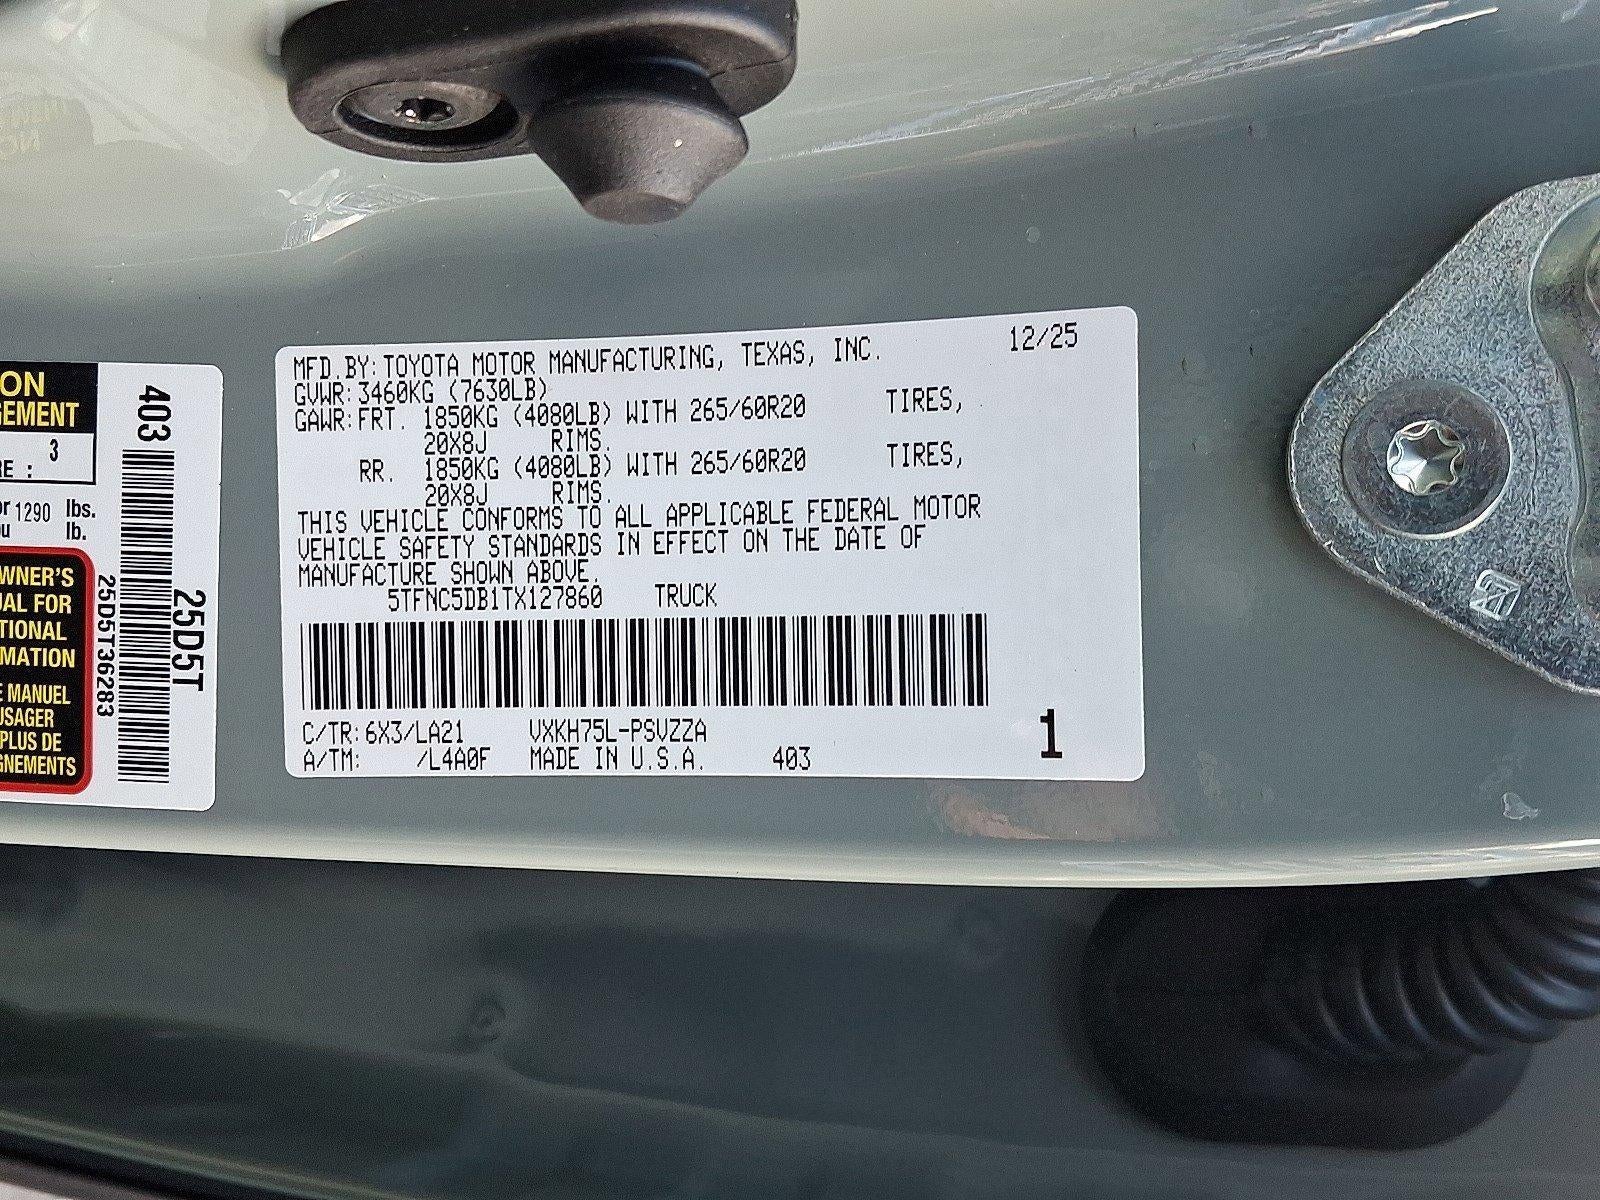 ON
GEMENT
3
RE :
or 1290 lbs.
ou lb.
WNER'S
UAL FOR
TIONAL
MATION
E MANUEL
USAGER
PLUS DE
GNEMENTS
403
25D5T36283
25D5T
MFD.BY:TOYOTA MOTOR MANUFACTURING, TEXAS, INC. 12/25
GVWR:3460KG (7630LB)
GAWR:FRT. 1850KG (4080LB) WITH 265/60R20 TIRES,
20X8J RIMS.
RR. 1850KG (4080LB) WITH 265/60R20 TIRES,
20X8J RIMS.
THIS VEHICLE CONFORMS TO ALL APPLICABLE FEDERAL MOTOR
VEHICLE SAFETY STANDARDS IN EFFECT ON THE DATE OF
MANUFACTURE SHOWN ABOVE.
5TFNC5DB1TX127860 TRUCK
C/TR:6X3/LA21 VXKH75L-PSVZZA
A/TM: /L4A0F MADE IN U.S.A. 403
1